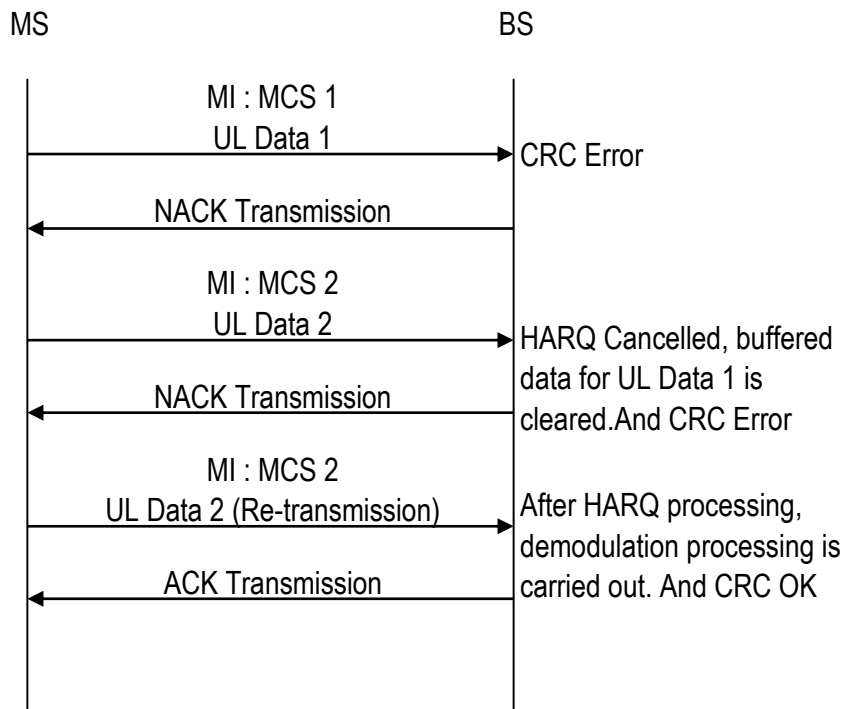 MS
BS
MI : MCS 1
UL Data 1
CRC Error
NACK Transmission
MI : MCS 2
UL Data 2
HARQ Cancelled, buffered
data for UL Data 1 is
cleared.And CRC Error
NACK Transmission
MI : MCS 2
UL Data 2 (Re-transmission)
After HARQ processing,
demodulation processing is
carried out. And CRC OK
ACK Transmission